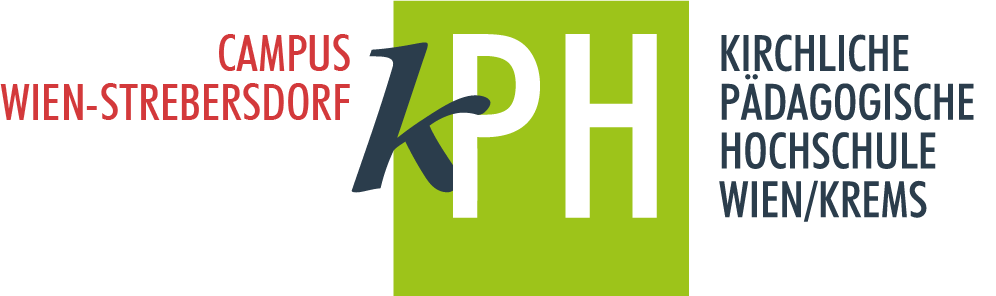 CAMPUS
WIEN-STREBERSDORF
kPH
KIRCHLICHE
PÄDAGOGISCHE
HOCHSCHULE
WIEN/KREMS